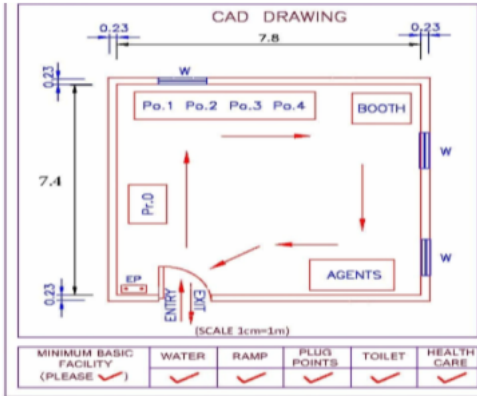 CAD DRAWING
0.23
7.8
0.23
0.23
W
Po.1 Po.2 Po.3 Po.4
BOOTH
W
7.4
Pr.0
W
EP
AGENTS
0.23
ENTRY
EXIT
(SCALE 1cm=1m)
MINIMUM BASIC FACILITY (PLEASE ✓)
WATER
RAMP
PLUG POINTS
TOILET
HEALTH CARE
✓ ✓ ✓ ✓ ✓